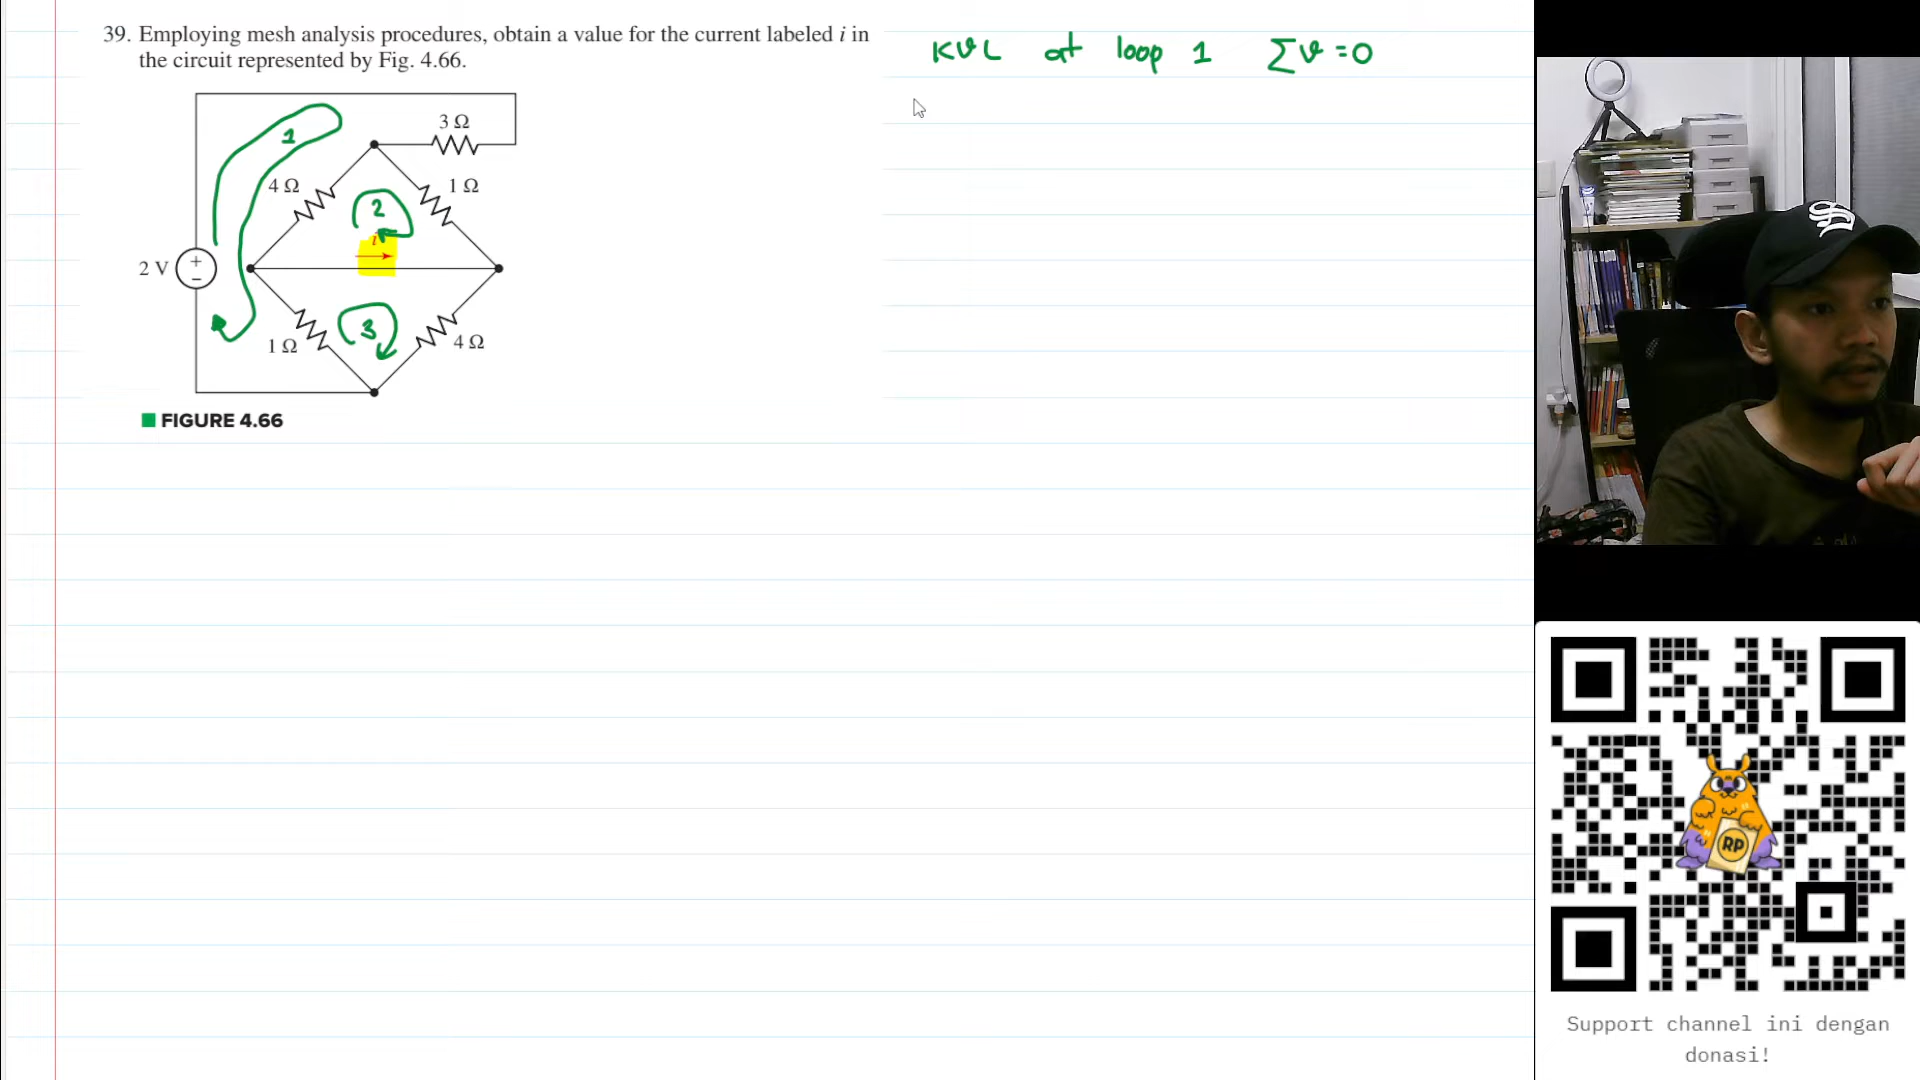 39. Employing mesh analysis procedures, obtain a value for the current labeled i in
the circuit represented by Fig. 4.66.
KVL at loop 1 ∑v = 0
3 Ω
1
4 Ω
1 Ω
2
i
2 V
+
−
3
1 Ω
4 Ω
■ FIGURE 4.66
S
RP
Support channel ini dengan
donasi!